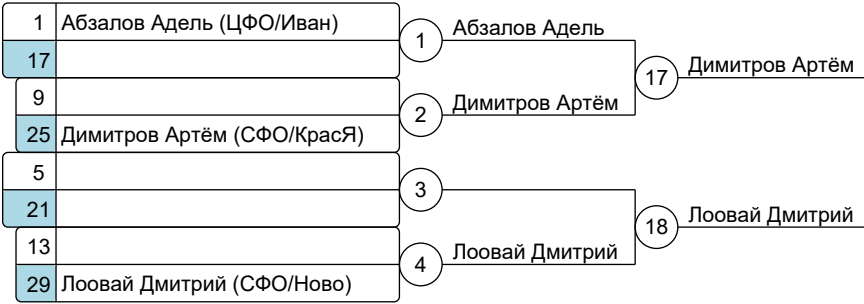 1 Абзалов Адель (ЦФО/Иван)
17
1 Абзалов Адель
9
25 Димитров Артём (СФО/КрасЯ)
2 Димитров Артём
17 Димитров Артём
5
21
3
13
29 Лоовай Дмитрий (СФО/Ново)
4 Лоовай Дмитрий
18 Лоовай Дмитрий